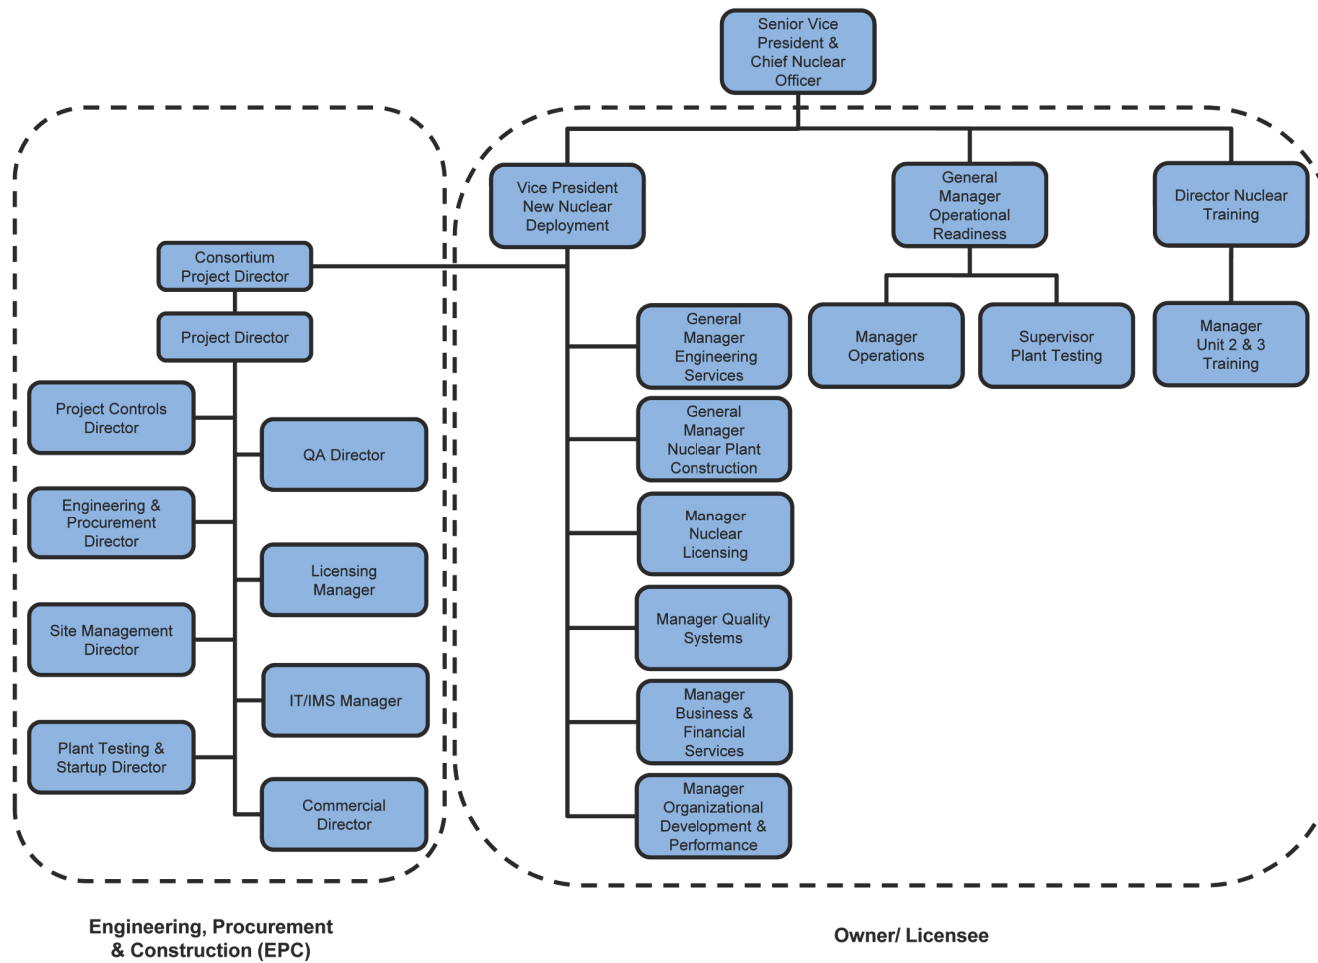 Senior Vice
President &
Chief Nuclear
Officer
Vice President
New Nuclear
Deployment
General
Manager
Operational
Readiness
Director Nuclear
Training
Consortium
Project Director
Project Director
General
Manager
Engineering
Services
Manager
Operations
Supervisor
Plant Testing
Manager
Unit 2 & 3
Training
Project Controls
Director
QA Director
General
Manager
Nuclear Plant
Construction
Engineering &
Procurement
Director
Licensing
Manager
Manager
Nuclear
Licensing
Site Management
Director
Manager Quality
Systems
IT/IMS Manager
Manager
Business &
Financial
Services
Plant Testing &
Startup Director
Commercial
Director
Manager
Organizational
Development &
Performance
Engineering, Procurement
& Construction (EPC)
Owner/ Licensee